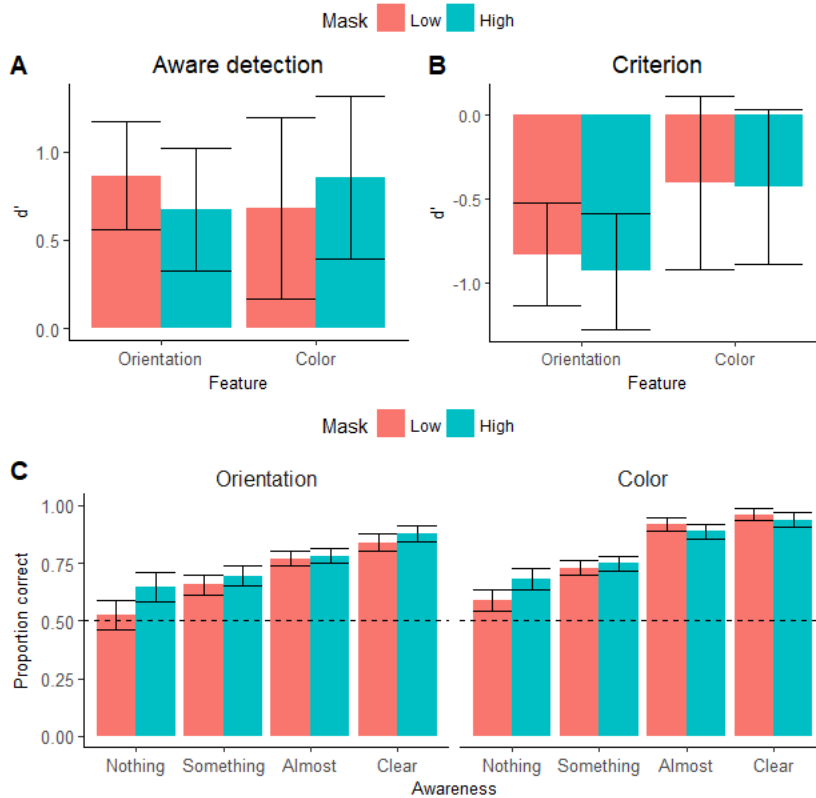 Mask Low High
A Aware detection
d'
1.0
0.5
0.0
Orientation Color
Feature
B Criterion
d'
0.0
-0.5
-1.0
Orientation Color
Feature
Mask Low High
C
Orientation Color
Proportion correct
1.00
0.75
0.50
0.25
0.00
Nothing Something Almost Clear Nothing Something Almost Clear
Awareness